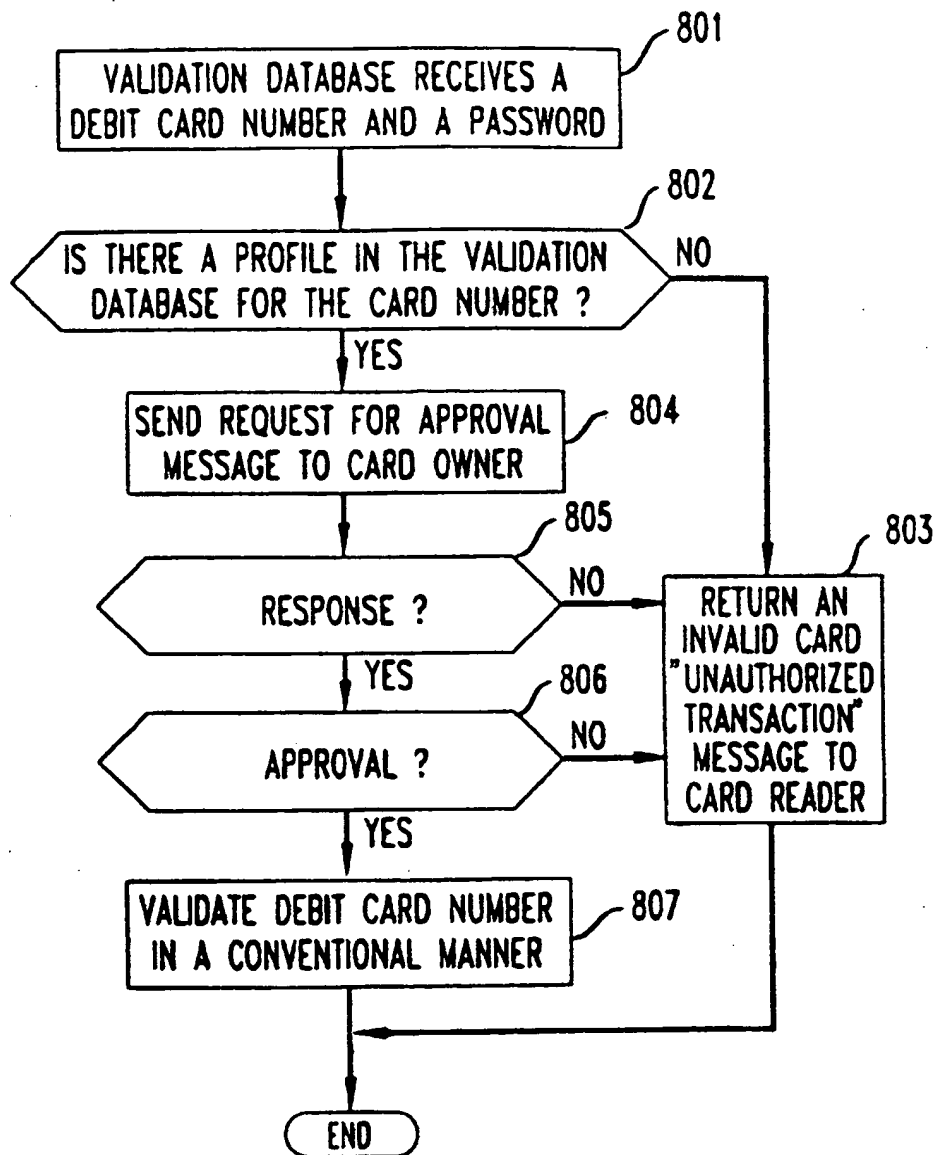 801
VALIDATION DATABASE RECEIVES A
DEBIT CARD NUMBER AND A PASSWORD
802
IS THERE A PROFILE IN THE VALIDATION
DATABASE FOR THE CARD NUMBER ?
NO
YES
SEND REQUEST FOR APPROVAL
MESSAGE TO CARD OWNER
804
805
RESPONSE ?
NO
803
RETURN AN
INVALID CARD
"UNAUTHORIZED
TRANSACTION"
MESSAGE TO
CARD READER
YES
806
APPROVAL ?
NO
YES
VALIDATE DEBIT CARD NUMBER
IN A CONVENTIONAL MANNER
807
END